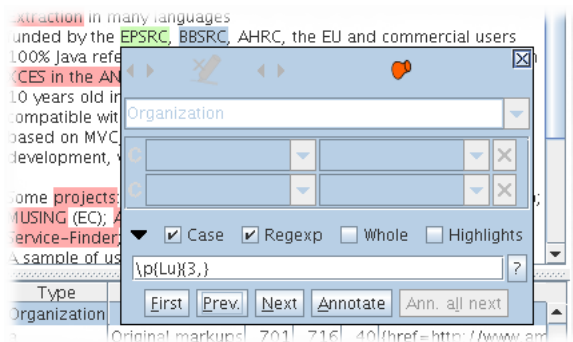 extraction in many languages
funded by the EPSRC, BBSRC, AHRC, the EU and commercial users
100% Java refe
CES in the AN
10 years old in
compatible wit
based on MVC,
development,
Organization
C
C
Some projects:
MUSING (EC); A
Service-Finder;
A sample of us
Case Regexp Whole Highlights
\p{Lu}{3,}
?
First Prev. Next Annotate Ann. all next
Type
Organization
Original markups 701 716 40 {href=http://www.am